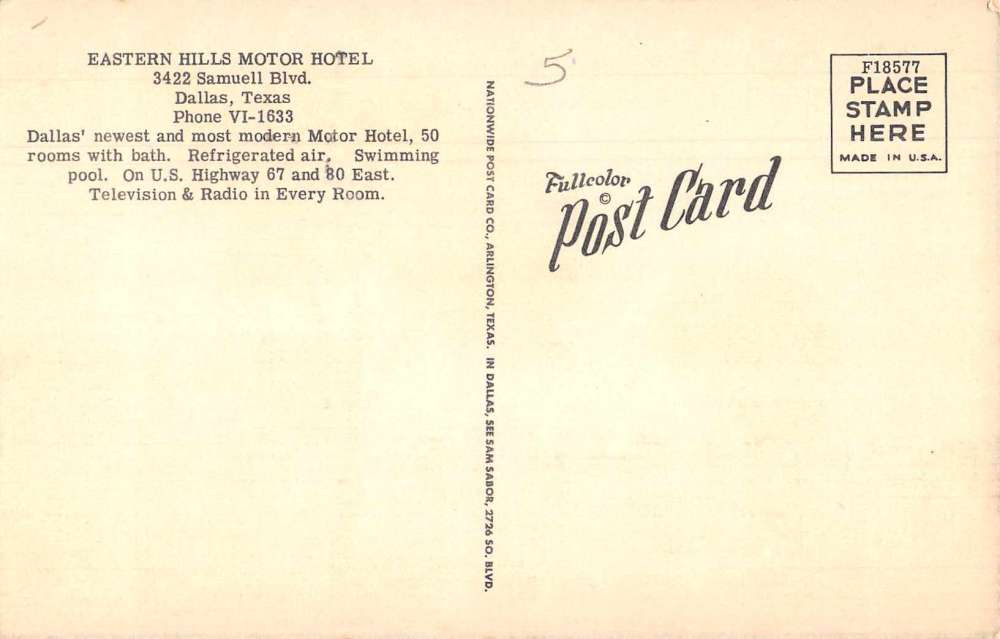 EASTERN HILLS MOTOR HOTEL
3422 Samuell Blvd.
Dallas, Texas
Phone VI-1633
Dallas' newest and most modern Motor Hotel, 50
rooms with bath. Refrigerated air. Swimming
pool. On U.S. Highway 67 and 80 East.
Television & Radio in Every Room.
NATIONWIDE POST CARD CO., ARLINGTON, TEXAS. IN DALLAS, SEE SAM SABOR, 2726 SO. BLVD.
5
Fullcolor
©
Post Card
F18577
PLACE
STAMP
HERE
MADE IN U.S.A.